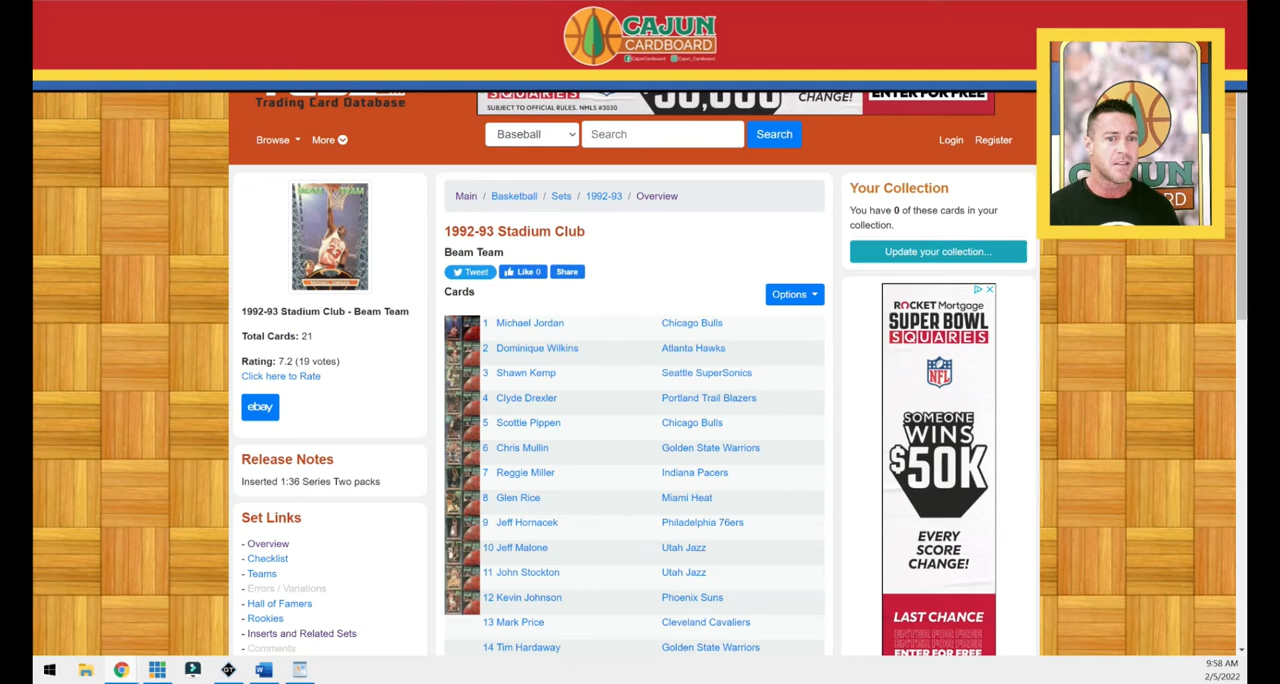 CAJUN
CARDBOARD
CajunCardboard Cajun_Cardboard
Trading Card Database
SQUARES
SUBJECT TO OFFICIAL RULES. NMLS #3030
CHANGE!
ENTER FOR FREE
Browse More
Baseball Search Search
Login Register
BEAM TEAM
MICHAEL JORDAN
1992-93 Stadium Club - Beam Team
Total Cards: 21
Rating: 7.2 (19 votes)
Click here to Rate
ebay
Release Notes
Inserted 1:36 Series Two packs
Set Links
- Overview
- Checklist
- Teams
- Errors / Variations
- Hall of Famers
- Rookies
- Inserts and Related Sets
- Comments
Main / Basketball / Sets / 1992-93 / Overview
1992-93 Stadium Club
Beam Team
Tweet Like 0 Share
Cards
Options
1 Michael Jordan Chicago Bulls
2 Dominique Wilkins Atlanta Hawks
3 Shawn Kemp Seattle SuperSonics
4 Clyde Drexler Portland Trail Blazers
5 Scottie Pippen Chicago Bulls
6 Chris Mullin Golden State Warriors
7 Reggie Miller Indiana Pacers
8 Glen Rice Miami Heat
9 Jeff Hornacek Philadelphia 76ers
10 Jeff Malone Utah Jazz
11 John Stockton Utah Jazz
12 Kevin Johnson Phoenix Suns
13 Mark Price Cleveland Cavaliers
14 Tim Hardaway Golden State Warriors
Your Collection
You have 0 of these cards in your
collection.
Update your collection...
ROCKET Mortgage
SUPER BOWL
SQUARES
NFL
SOMEONE
WINS
$50K
EVERY
SCORE
CHANGE!
LAST CHANCE
ENTER FOR FREE
ENTER FOR FREE
ENTER FOR FREE
9:58 AM
2/5/2022